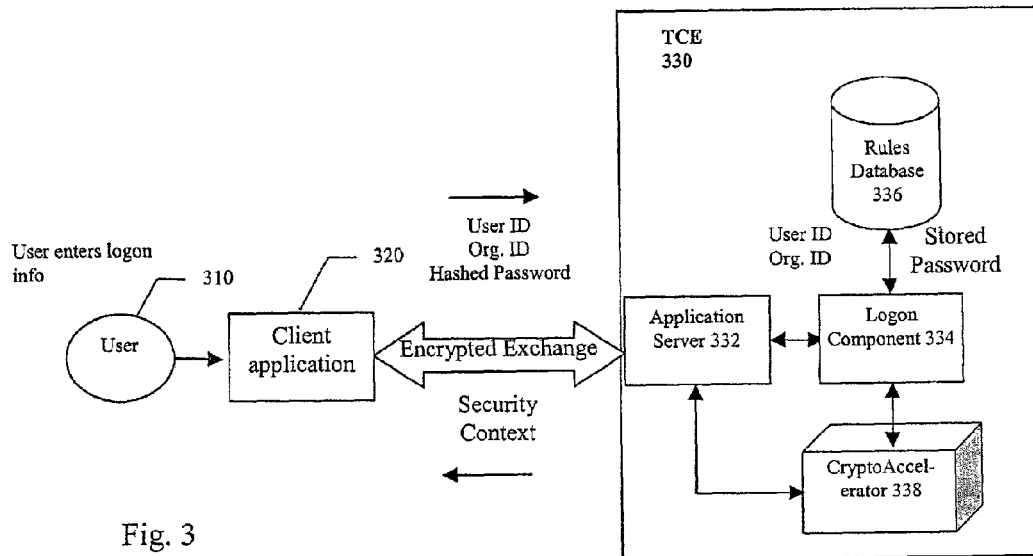 TCE
330
Rules
Database
336
User ID
Org. ID
Stored
Password
User ID
Org. ID
Hashed Password
User enters logon
info
310
320
User
Client
application
Encrypted Exchange
Application
Server 332
Logon
Component 334
Security
Context
CryptoAccel-
erator 338
Fig. 3